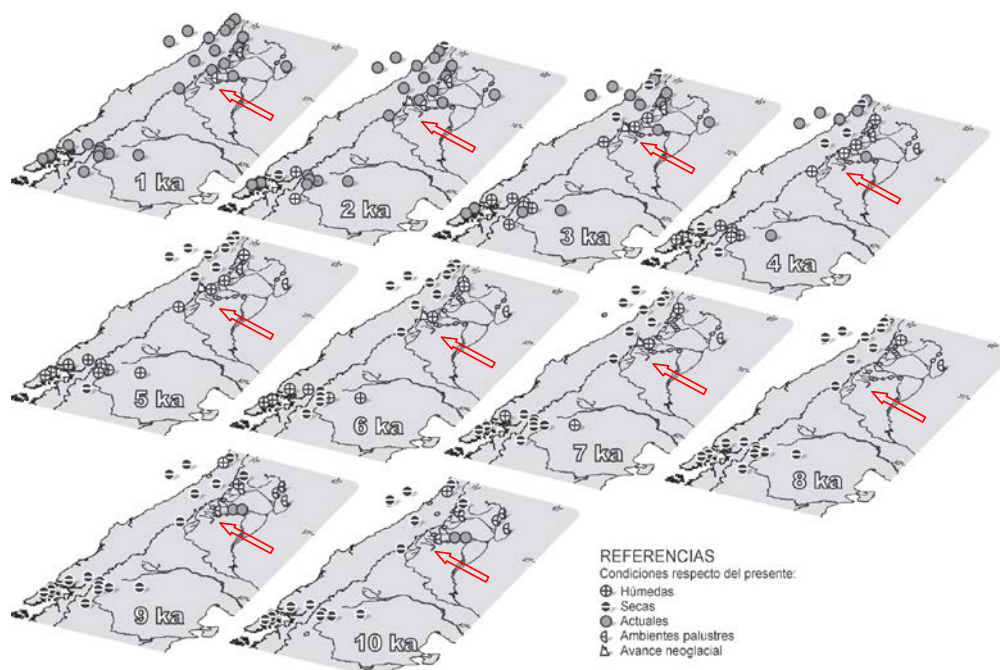 1 ka
2 ka
3 ka
4 ka
5 ka
6 ka
7 ka
8 ka
9 ka
10 ka
REFERENCIAS
Condiciones respecto del presente:
Húmedas
Secas
Actuales
Ambientes palustres
Avance neoglacial